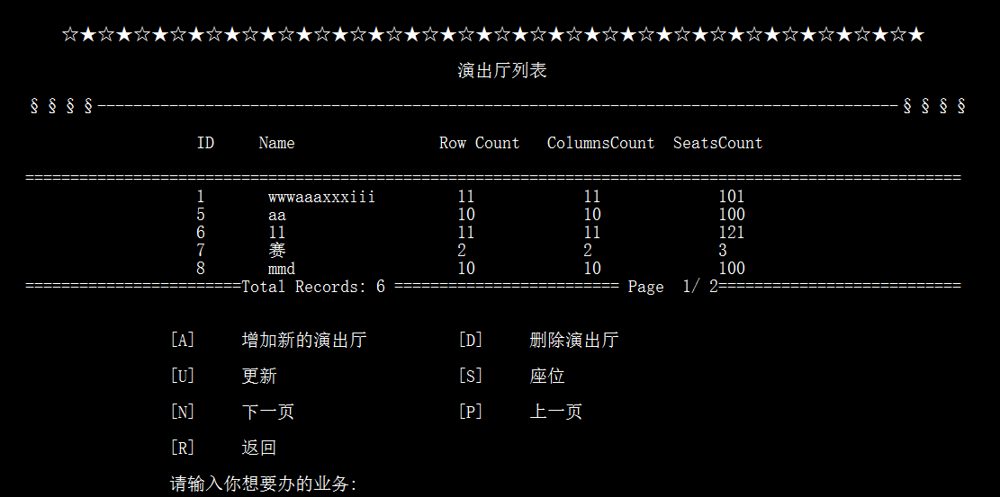 ☆★☆★☆★☆★☆★☆★☆★☆★☆★☆★☆★☆★☆★☆★☆★☆★☆★☆★☆★☆★☆★☆★☆★☆★
演出厅列表
§§§§-----------------------------------------------------------------------------------------§§§§
ID Name Row Count ColumnsCount SeatsCount
========================================================================================================
1 wwwaaaxxxiii 11 11 101
5 aa 10 10 100
6 11 11 11 121
7 赛 2 2 3
8 mmd 10 10 100
========================Total Records: 6 ========================= Page 1/ 2===========================
[A] 增加新的演出厅 [D] 删除演出厅
[U] 更新 [S] 座位
[N] 下一页 [P] 上一页
[R] 返回
请输入你想要办的业务: